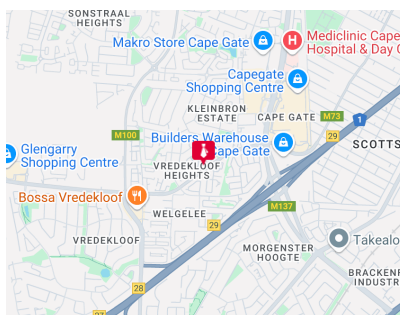 SONSTRAAL
HEIGHTS
Makro Store Cape Gate
H
Mediclinic Cape
Hospital & Day C
Capegate
Shopping Centre
KLEINBRON
ESTATE
CAPE GATE
M73
1
M100
Builders Warehouse
Cape Gate
29
SCOTTS
Glengarry
Shopping Centre
VREDEKLOOF
HEIGHTS
Bossa Vredekloof
WELGELEE
M137
29
VREDEKLOOF
MORGENSTER
HOOGTE
Takealo
BRACKENF
INDUSTR
28
29